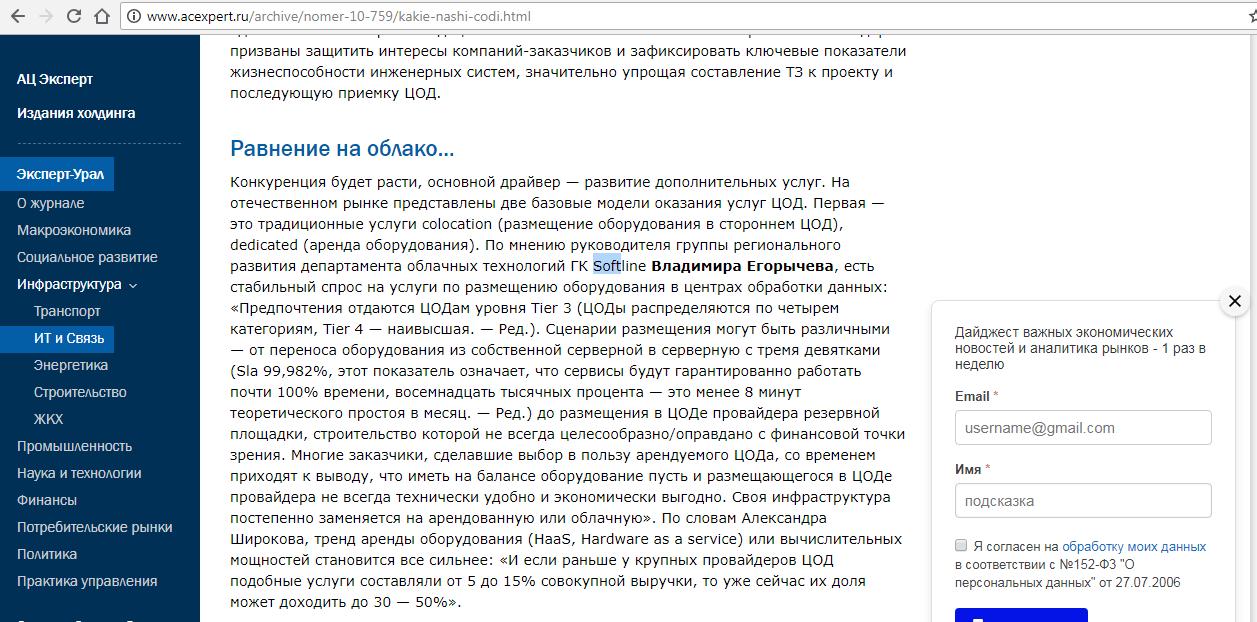 www.acexpert.ru/archive/nomer-10-759/kakie-nashi-codi.html
АЦ Эксперт
Издания холдинга
Эксперт-Урал
О журнале
Макроэкономика
Социальное развитие
Инфраструктура
Транспорт
ИТ и Связь
Энергетика
Строительство
ЖКХ
Промышленность
Наука и технологии
Финансы
Потребительские рынки
Политика
Практика управления
призваны защитить интересы компаний-заказчиков и зафиксировать ключевые показатели
жизнеспособности инженерных систем, значительно упрощая составление ТЗ к проекту и
последующую приемку ЦОД.
Равнение на облако...
Конкуренция будет расти, основной драйвер — развитие дополнительных услуг. На
отечественном рынке представлены две базовые модели оказания услуг ЦОД. Первая —
это традиционные услуги colocation (размещение оборудования в стороннем ЦОД),
dedicated (аренда оборудования). По мнению руководителя группы регионального
развития департамента облачных технологий ГК Softline Владимира Егорычева, есть
стабильный спрос на услуги по размещению оборудования в центрах обработки данных:
«Предпочтения отдаются ЦОДам уровня Tier 3 (ЦОДы распределяются по четырем
категориям, Tier 4 — наивысшая. — Ред.). Сценарии размещения могут быть различными
— от переноса оборудования из собственной серверной в серверную с тремя девятками
(Sla 99,982%, этот показатель означает, что сервисы будут гарантированно работать
почти 100% времени, восемнадцать тысячных процента — это менее 8 минут
теоретического простоя в месяц. — Ред.) до размещения в ЦОДе провайдера резервной
площадки, строительство которой не всегда целесообразно/оправдано с финансовой точки
зрения. Многие заказчики, сделавшие выбор в пользу арендуемого ЦОДа, со временем
приходят к выводу, что иметь на балансе оборудование пусть и размещающегося в ЦОДе
провайдера не всегда технически удобно и экономически выгодно. Своя инфраструктура
постепенно заменяется на арендованную или облачную». По словам Александра
Широкова, тренд аренды оборудования (HaaS, Hardware as a service) или вычислительных
мощностей становится все сильнее: «И если раньше у крупных провайдеров ЦОД
подобные услуги составляли от 5 до 15% совокупной выручки, то уже сейчас их доля
может доходить до 30 — 50%».
Дайджест важных экономических
новостей и аналитика рынков - 1 раз в
неделю
Email *
username@gmail.com
Имя *
подсказка
Я согласен на обработку моих данных
в соответствии с №152-ФЗ "О
персональных данных" от 27.07.2006